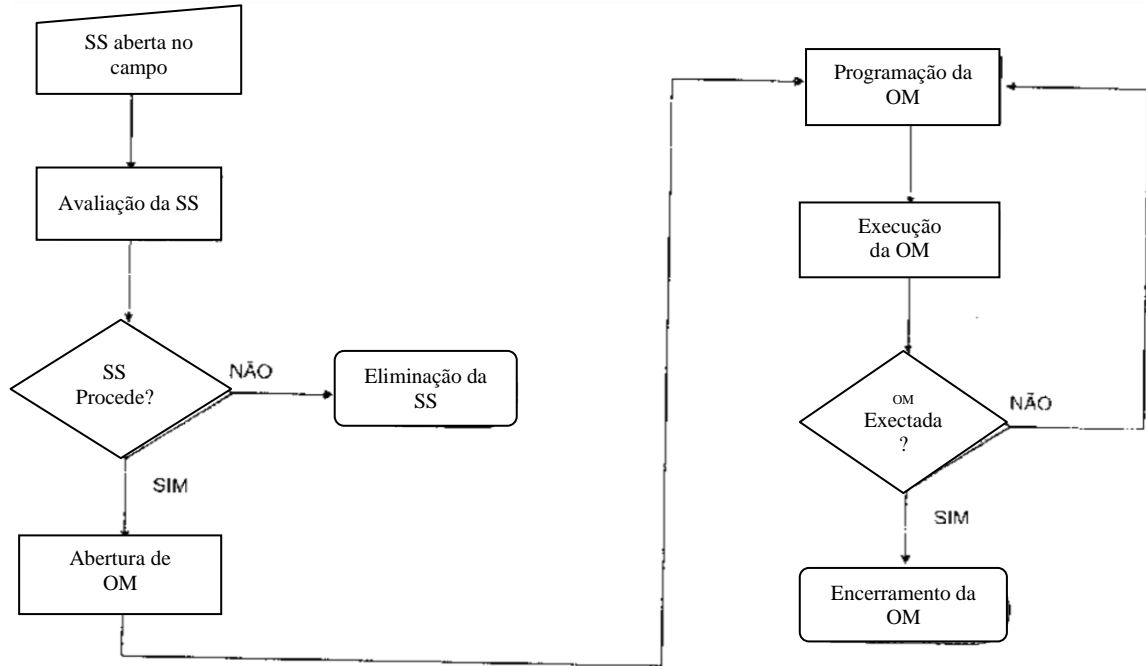 SS aberta no
campo
Avaliação da SS
SS
Procede?
NÃO
Eliminação da
SS
SIM
Abertura de
OM
Programação da
OM
Execução
da OM
OM
Exectada
?
NÃO
SIM
Encerramento da
OM